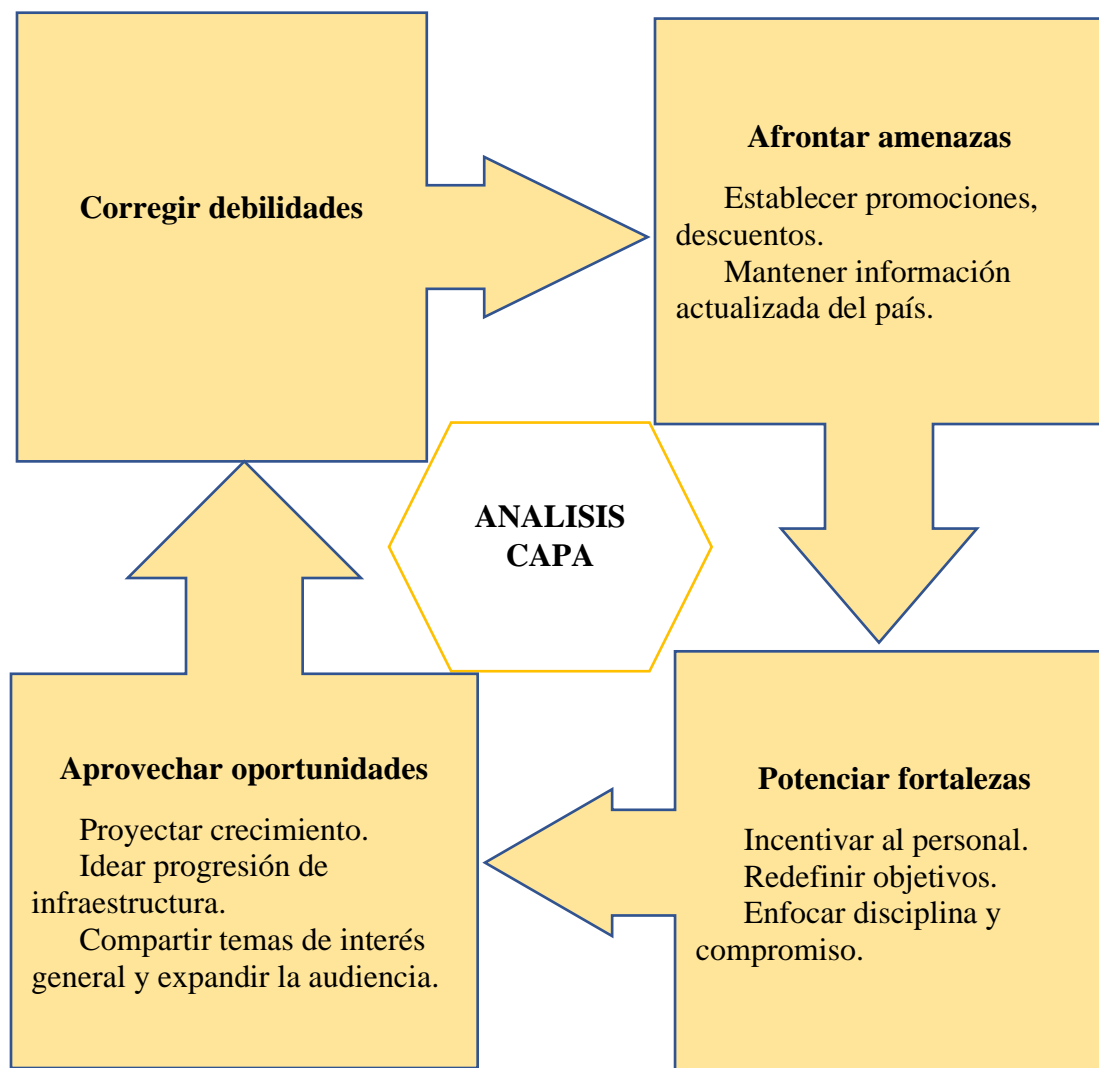 Corregir debilidades
Afrontar amenazas
Establecer promociones,
descuentos.
Mantener información
actualizada del país.
ANALISIS
CAPA
Aprovechar oportunidades
Proyectar crecimiento.
Idear progresión de
infraestructura.
Compartir temas de interés
general y expandir la audiencia.
Potenciar fortalezas
Incentivar al personal.
Redefinir objetivos.
Enfocar disciplina y
compromiso.